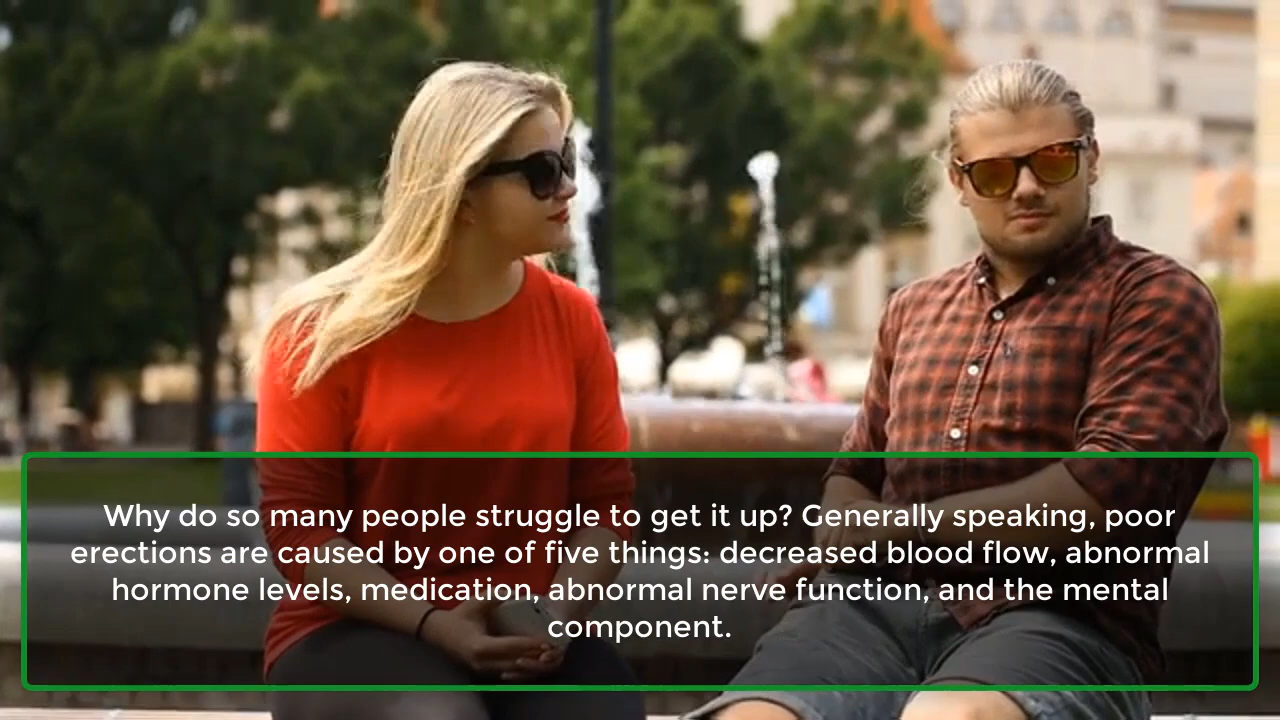 Why do so many people struggle to get it up? Generally speaking, poor
erections are caused by one of five things: decreased blood flow, abnormal
hormone levels, medication, abnormal nerve function, and the mental
component.